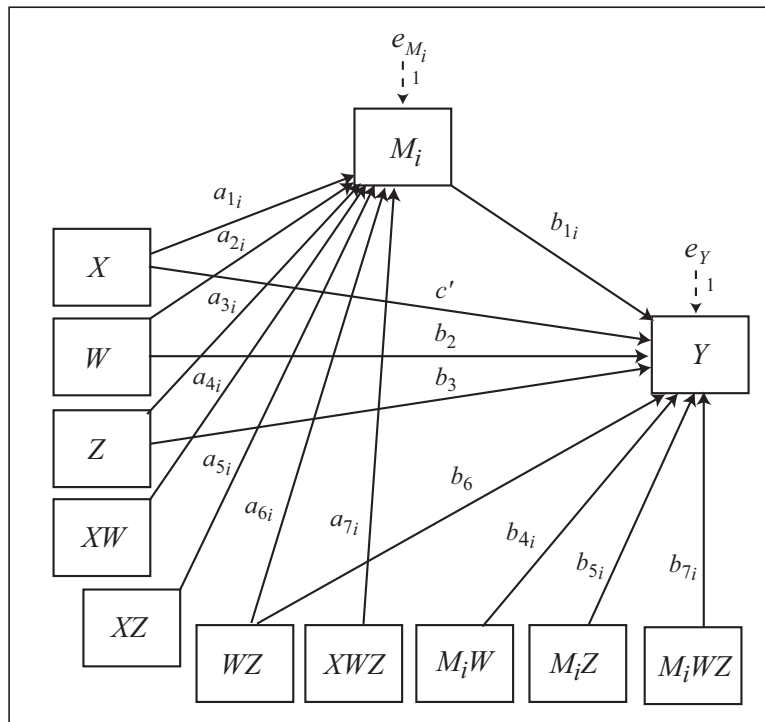 e_{M_i}
1
M_i
a_{1i}
a_{2i}
b_{1i}
X
a_{3i}
e_Y
1
c'
W
b_2
Y
a_{4i}
b_3
Z
a_{5i}
b_6
a_{6i}
a_{7i}
b_{4i}
XW
b_{5i}
b_{7i}
XZ
WZ
XWZ
M_iW
M_iZ
M_iWZ